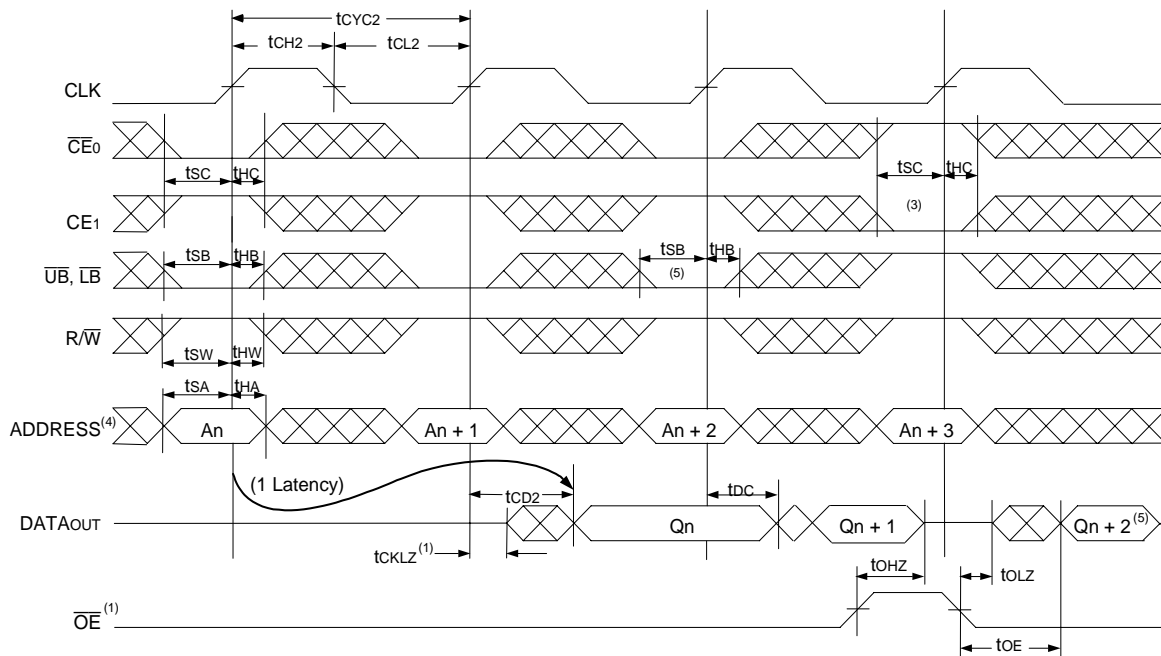 tCYC2
tCH2 tCL2
CLK
CE0
tSC tHC tSC tHC
CE1 (3)
tSB tHB tSB tHB
UB, LB (5)
R/W
tSW tHW
tSA tHA
ADDRESS(4) An An + 1 An + 2 An + 3
(1 Latency) tCD2 tDC
DATAOUT Qn Qn + 1 Qn + 2(5)
tCKLZ(1) tOHZ tOLZ
OE(1)
tOE